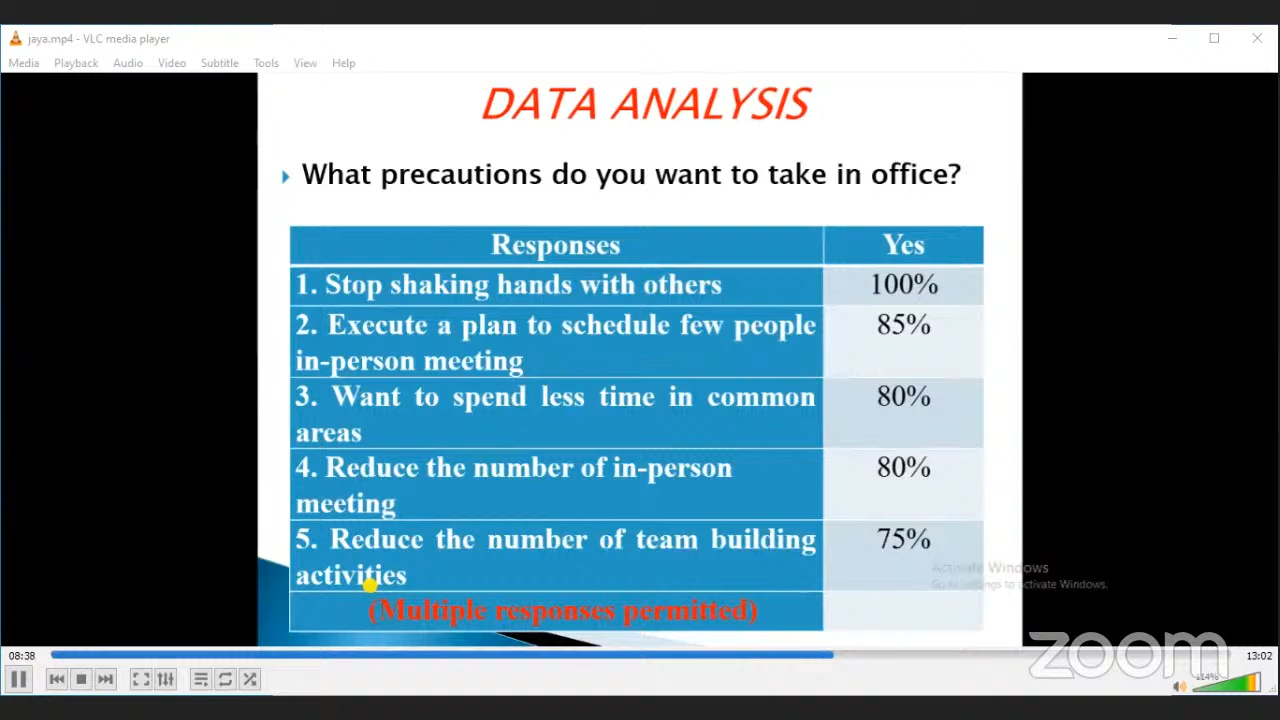 jaya.mp4 - VLC media player
Media Playback Audio Video Subtitle Tools View Help
DATA ANALYSIS
What precautions do you want to take in office?
Responses Yes
1. Stop shaking hands with others 100%
2. Execute a plan to schedule few people 85%
in-person meeting
3. Want to spend less time in common 80%
areas
4. Reduce the number of in-person 80%
meeting
5. Reduce the number of team building 75%
activities
(Multiple responses permitted)
Activate Windows
Go to Settings to activate Windows.
08:38 13:02
zoom
114%